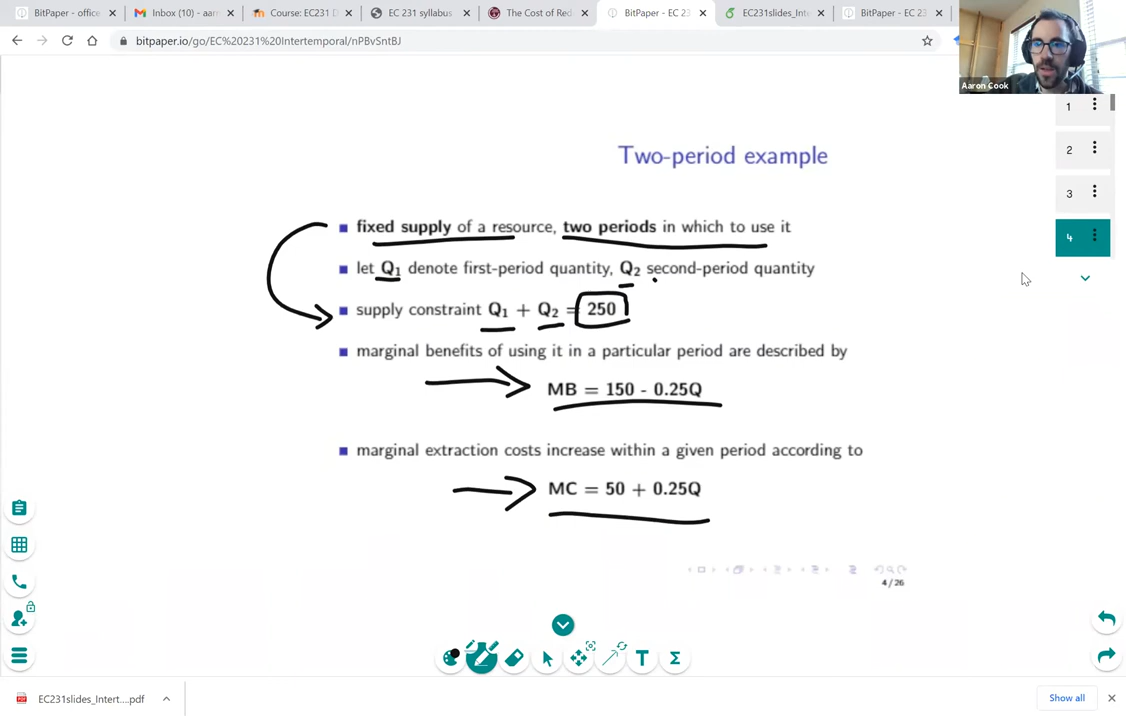 BitPaper - office
Inbox (10) - aarn
Course: EC231 D
EC 231 syllabus
The Cost of Red
BitPaper - EC 23
EC231slides_Inte
BitPaper - EC 23
bitpaper.io/go/EC%20231%20Intertemporal/nPBvSntBJ
Aaron Cook
1
2
3
4
Two-period example
fixed supply of a resource, two periods in which to use it
let Q₁ denote first-period quantity, Q₂ second-period quantity
supply constraint Q₁ + Q₂ = 250
marginal benefits of using it in a particular period are described by
MB = 150 - 0.25Q
marginal extraction costs increase within a given period according to
MC = 50 + 0.25Q
4 / 26
T
Σ
EC231slides_Intert....pdf
Show all